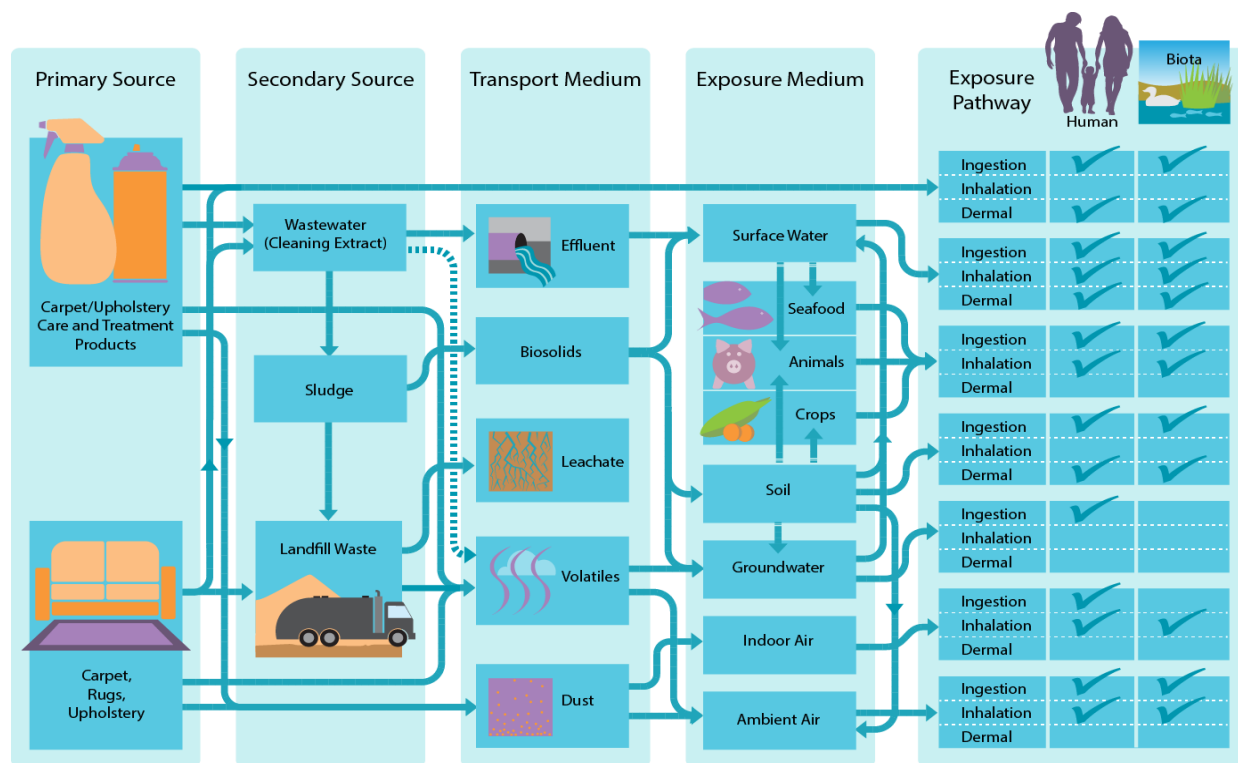 Primary Source
Secondary Source
Transport Medium
Exposure Medium
Exposure
Pathway
Human
Biota
Carpet/Upholstery
Care and Treatment
Products
Carpet,
Rugs,
Upholstery
Wastewater
(Cleaning Extract)
Sludge
Landfill Waste
Effluent
Biosolids
Leachate
Volatiles
Dust
Surface Water
Seafood
Animals
Crops
Soil
Groundwater
Indoor Air
Ambient Air
Ingestion
Inhalation
Dermal
Ingestion
Inhalation
Dermal
Ingestion
Inhalation
Dermal
Ingestion
Inhalation
Dermal
Ingestion
Inhalation
Dermal
Ingestion
Inhalation
Dermal
Ingestion
Inhalation
Dermal